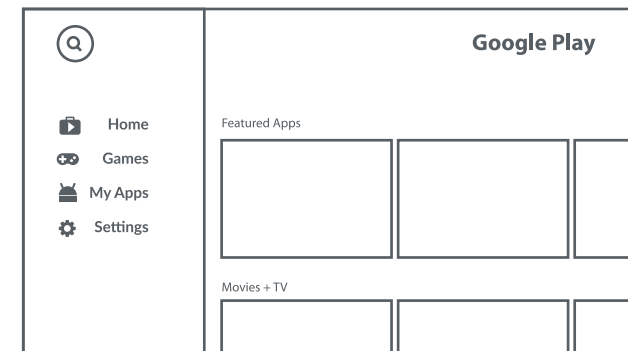 Google Play
Home
Games
My Apps
Settings
Featured Apps
Movies + TV